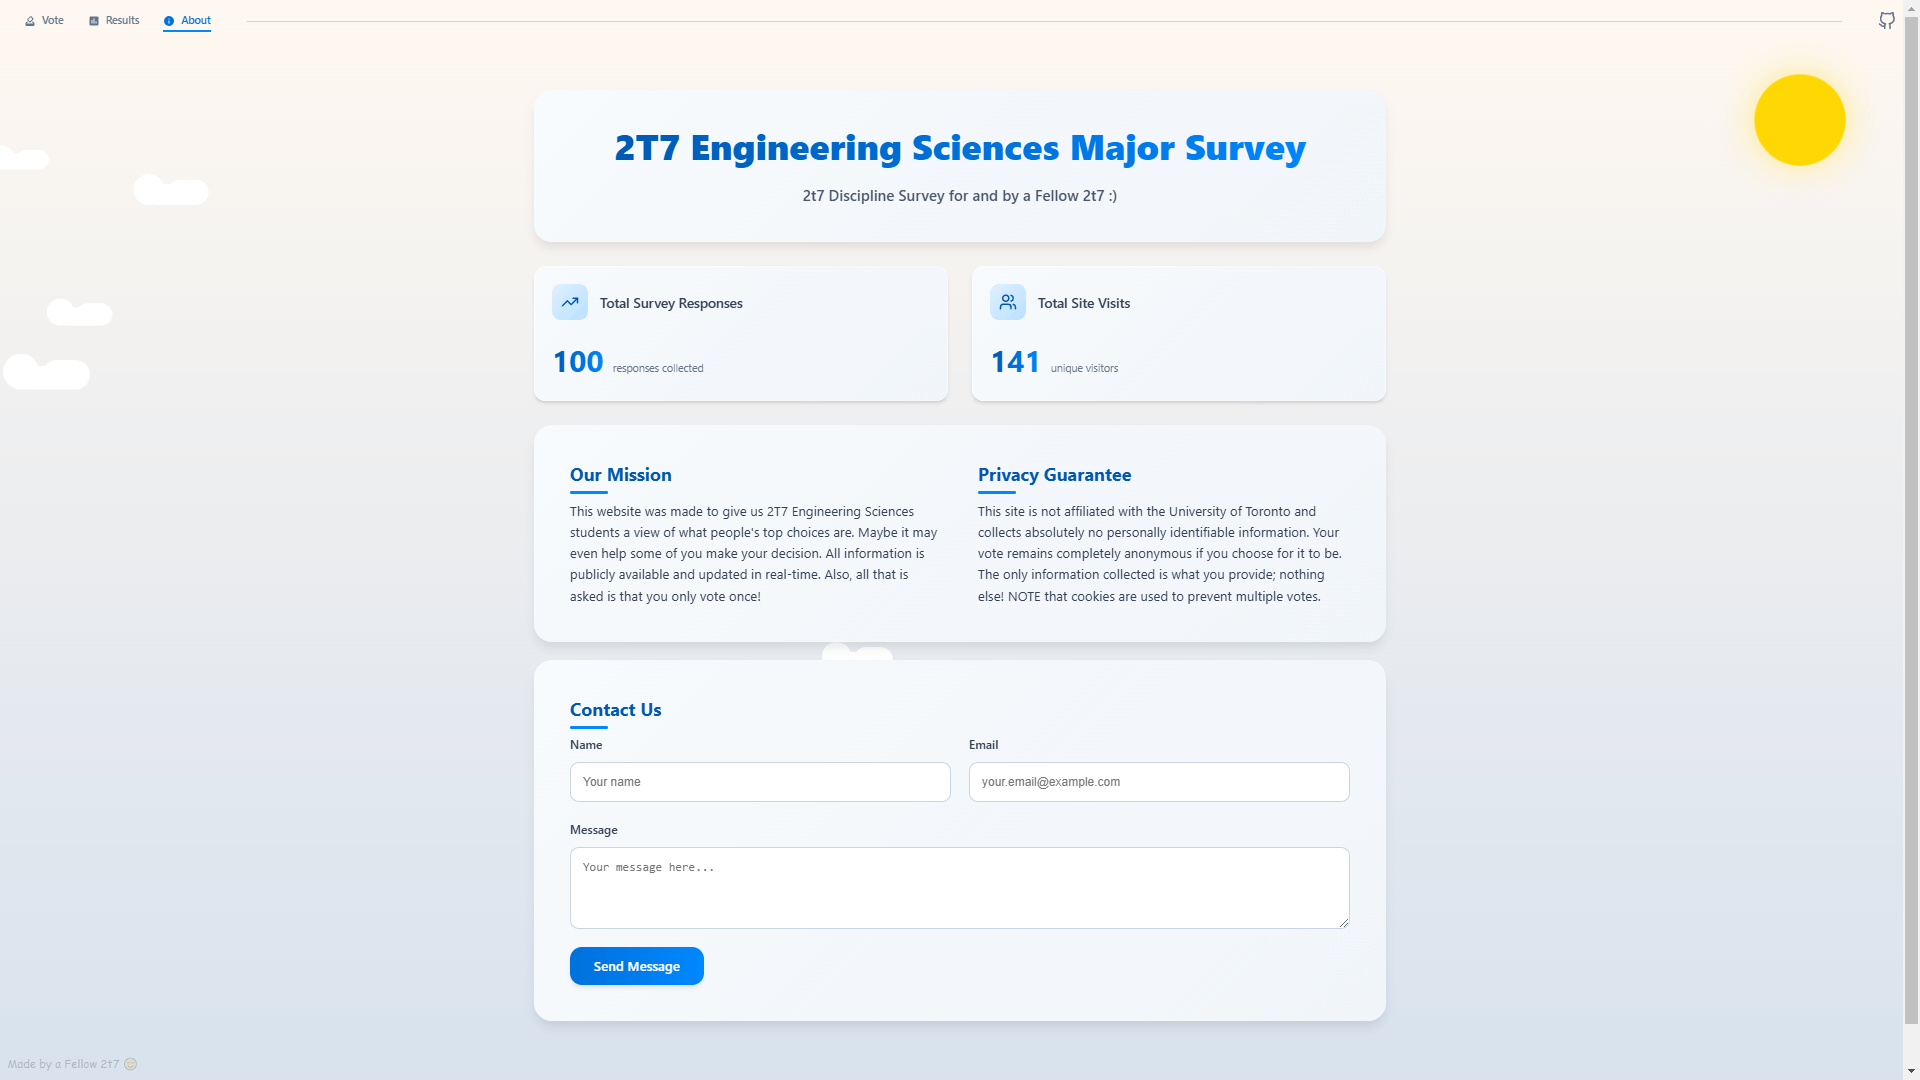 Vote
Results
About
2T7 Engineering Sciences Major Survey
2t7 Discipline Survey for and by a Fellow 2t7 :)
Total Survey Responses
100 responses collected
Total Site Visits
141 unique visitors
Our Mission
This website was made to give us 2T7 Engineering Sciences
students a view of what people's top choices are. Maybe it may
even help some of you make your decision. All information is
publicly available and updated in real-time. Also, all that is
asked is that you only vote once!
Privacy Guarantee
This site is not affiliated with the University of Toronto and
collects absolutely no personally identifiable information. Your
vote remains completely anonymous if you choose for it to be.
The only information collected is what you provide; nothing
else! NOTE that cookies are used to prevent multiple votes.
Contact Us
Name
Your name
Email
your.email@example.com
Message
Your message here...
Send Message
Made by a Fellow 2t7 😊